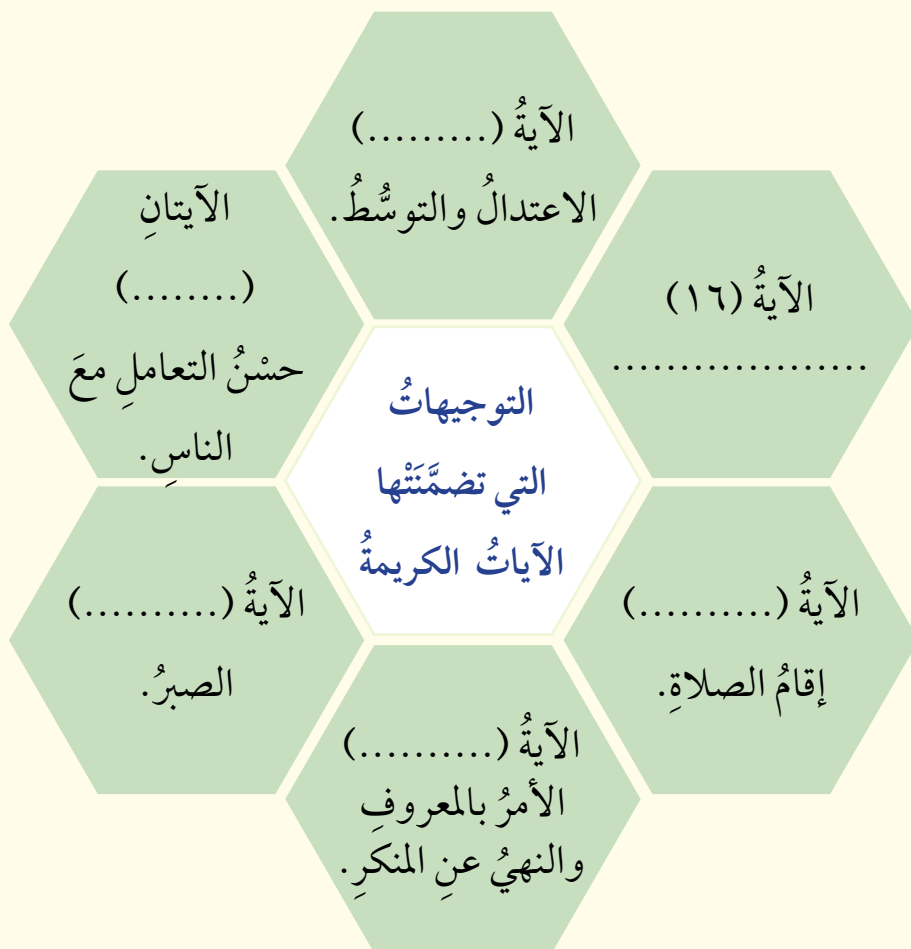 الآيةُ (.........)
الاعتدالُ والتوسُّطُ.
الآيةُ (١٦)
...................
الآيةُ (..........)
إقامُ الصلاةِ.
الآيةُ (..........)
الأمرُ بالمعروفِ
والنهيُ عنِ المنكَرِ.
الآيةُ (..........)
الصبرُ.
الآيتانِ
(........)
حسْنُ التعاملِ معَ
الناسِ.
التوجيهاتُ
التي تضمَّنَتْها
الآياتُ الكريمةُ